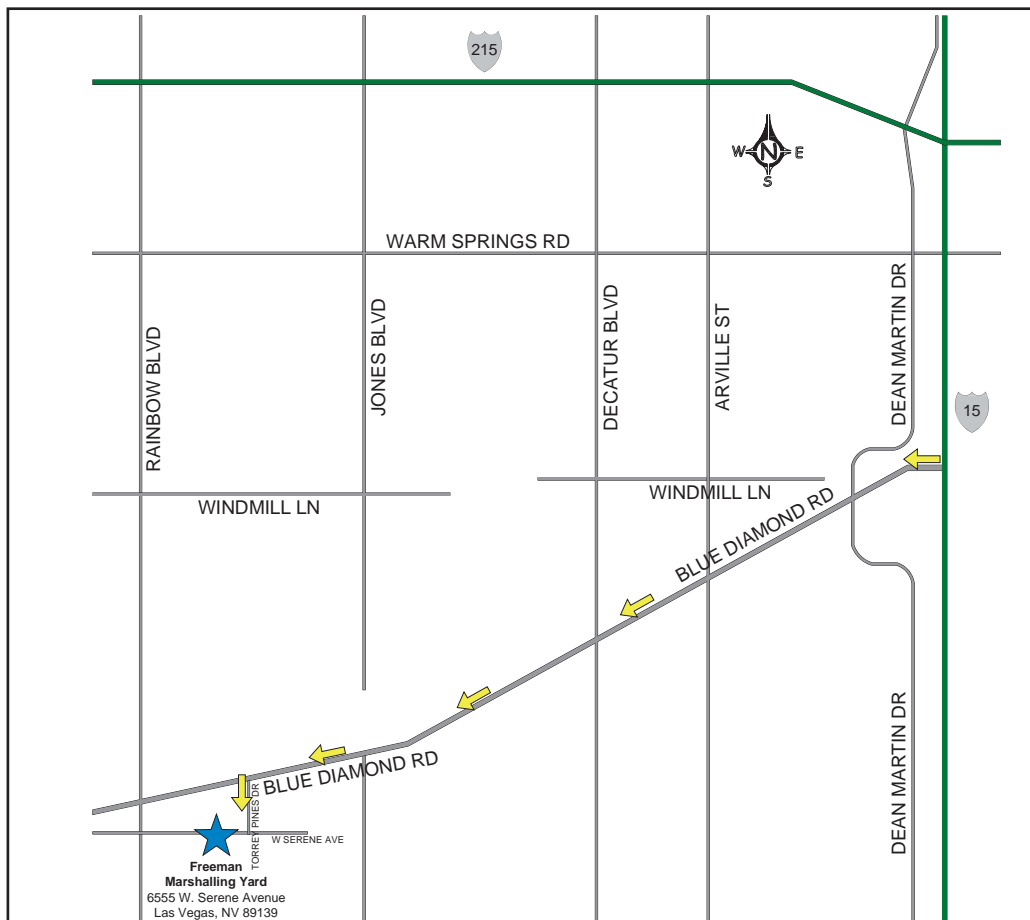 215
W N E
S
WARM SPRINGS RD
RAINBOW BLVD
JONES BLVD
DECATUR BLVD
ARVILLE ST
DEAN MARTIN DR
15
WINDMILL LN
WINDMILL LN
BLUE DIAMOND RD
BLUE DIAMOND RD
DEAN MARTIN DR
TORREY PINES DR
W SERENE AVE
Freeman
Marshalling Yard
6555 W. Serene Avenue
Las Vegas, NV 89139